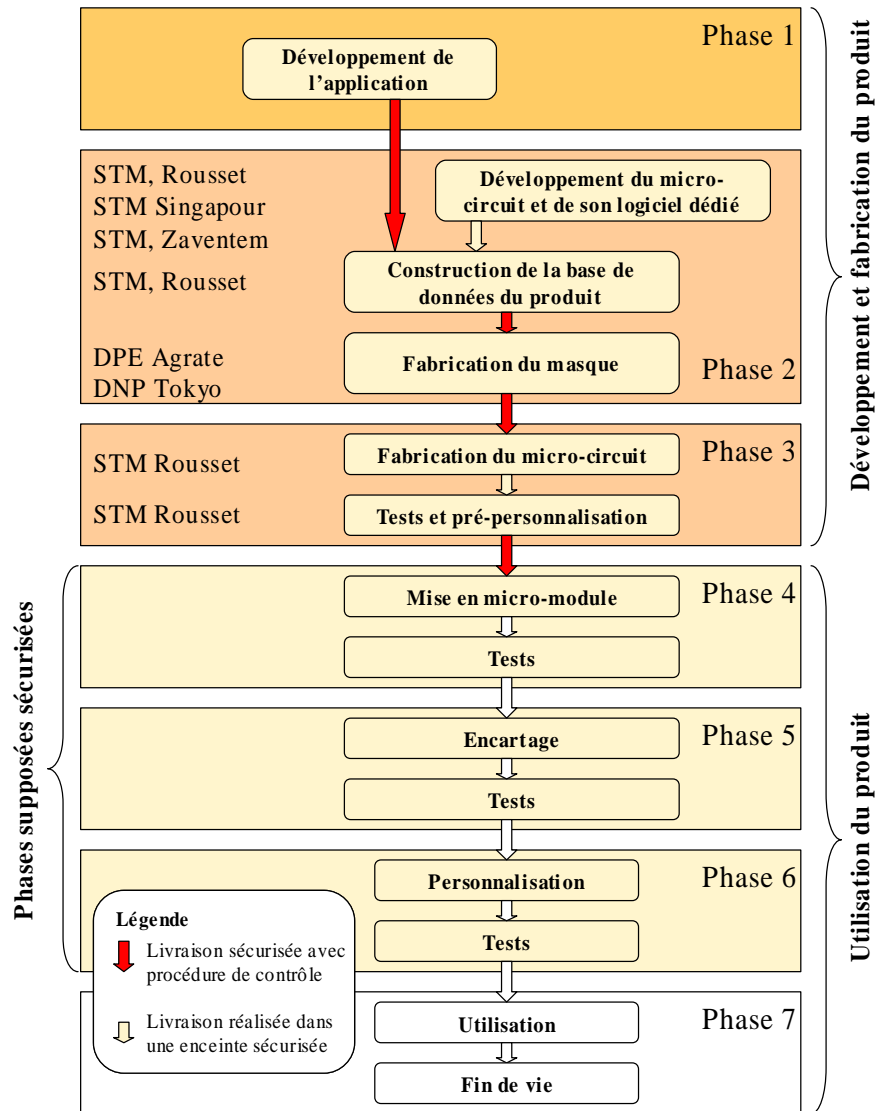 Phase 1
Développement de
l'application
Développement et fabrication du produit
STM, Rousset
STM Singapour
STM, Zaventem
STM, Rousset
DPE Agrate
DNP Tokyo
Développement du micro-
circuit et de son logiciel dédié
Construction de la base de
données du produit
Fabrication du masque
Phase 2
STM Rousset
STM Rousset
Fabrication du micro-circuit
Tests et pré-personnalisation
Phase 3
Phases supposées sécurisées
Mise en micro-module
Tests
Phase 4
Encartage
Tests
Phase 5
Utilisation du produit
Personnalisation
Tests
Phase 6
Légende
Livraison sécurisée avec
procédure de contrôle
Livraison réalisée dans
une enceinte sécurisée
Utilisation
Fin de vie
Phase 7